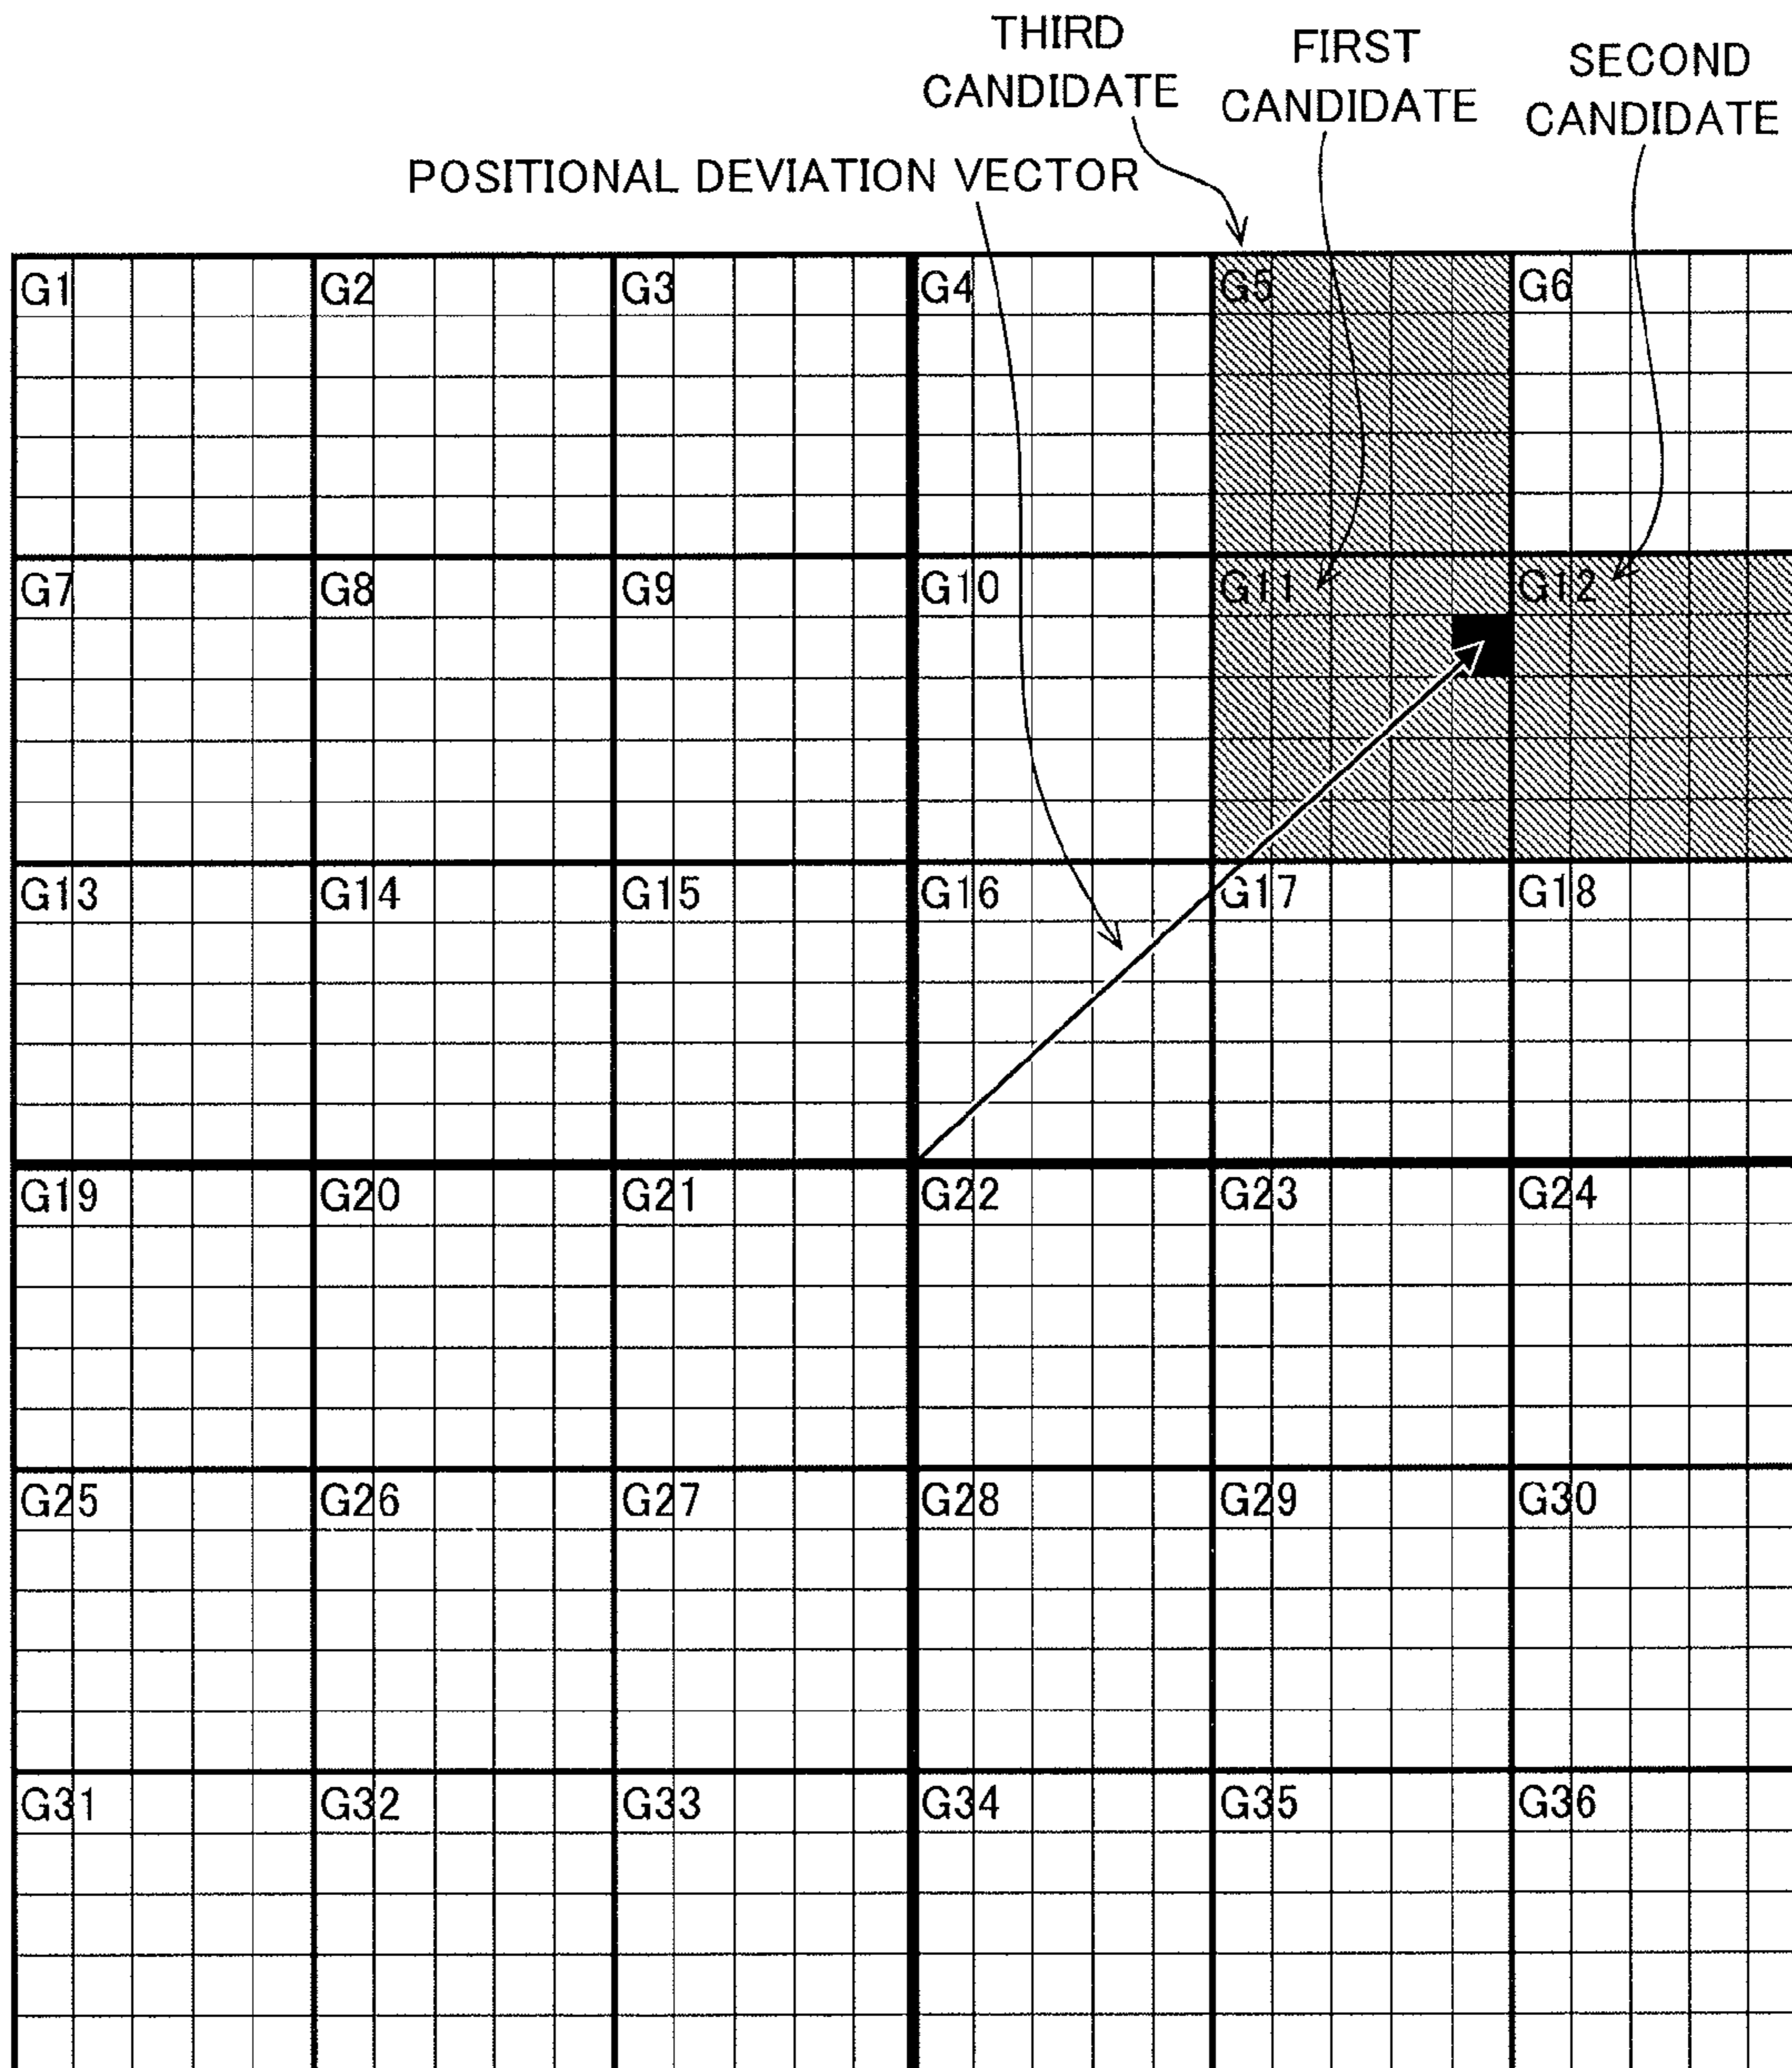 THIRD
CANDIDATE
FIRST
CANDIDATE
SECOND
CANDIDATE
POSITIONAL DEVIATION VECTOR
G1 G2 G3 G4 G5 G6
G7 G8 G9 G10 G11 G12
G13 G14 G15 G16 G17 G18
G19 G20 G21 G22 G23 G24
G25 G26 G27 G28 G29 G30
G31 G32 G33 G34 G35 G36